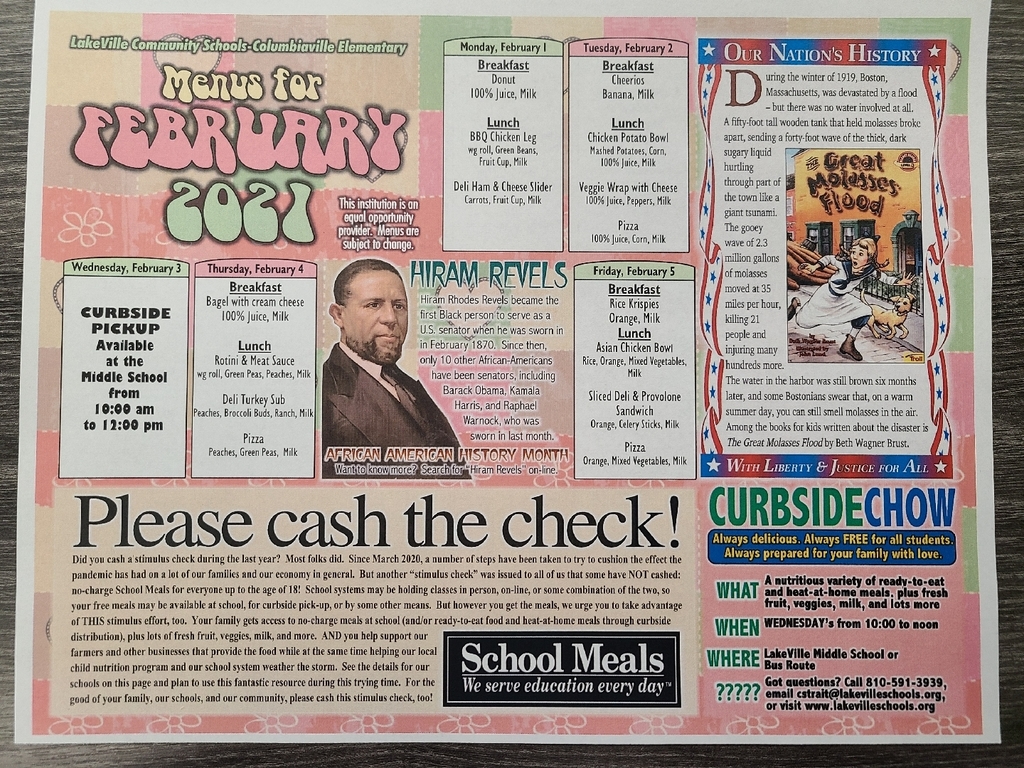 LakeVille Community Schools-Columbiaville Elementary
Menus for
FEBRUARY
2021
This institution is an
equal opportunity
provider. Menus are
subject to change.
Monday, February 1
Breakfast
Donut
100% Juice, Milk
Lunch
BBQ Chicken Leg
wg roll, Green Beans,
Fruit Cup, Milk
Deli Ham & Cheese Slider
Carrots, Fruit Cup, Milk
Tuesday, February 2
Breakfast
Cheerios
Banana, Milk
Lunch
Chicken Potato Bowl
Mashed Potatoes, Corn,
100% Juice, Milk
Veggie Wrap with Cheese
100% Juice, Peppers, Milk
Pizza
100% Juice, Corn, Milk
Wednesday, February 3
CURBSIDE
PICKUP
Available
at the
Middle School
from
10:00 am
to 12:00 pm
Thursday, February 4
Breakfast
Bagel with cream cheese
100% Juice, Milk
Lunch
Rotini & Meat Sauce
wg roll, Green Peas, Peaches, Milk
Deli Turkey Sub
Peaches, Broccoli Buds, Ranch, Milk
Pizza
Peaches, Green Peas, Milk
HIRAM REVELS
Hiram Rhodes Revels became the
first Black person to serve as a
U.S. senator when he was sworn in
in February 1870. Since then,
only 10 other African-Americans
have been senators, including
Barack Obama, Kamala
Harris, and Raphael
Warnock, who was
sworn in last month.
AFRICAN AMERICAN HISTORY MONTH
Want to know more? Search for "Hiram Revels" on-line.
Friday, February 5
Breakfast
Rice Krispies
Orange, Milk
Lunch
Asian Chicken Bowl
Rice, Orange, Mixed Vegetables,
Milk
Sliced Deli & Provolone
Sandwich
Orange, Celery Sticks, Milk
Pizza
Orange, Mixed Vegetables, Milk
OUR NATION'S HISTORY
During the winter of 1919, Boston,
Massachusetts, was devastated by a flood
– but there was no water involved at all.
A fifty-foot tall wooden tank that held molasses broke
apart, sending a forty-foot wave of the thick, dark
sugary liquid
hurtling
through part of
the town like a
giant tsunami.
The gooey
wave of 2.3
million gallons
of molasses
moved at 35
miles per hour,
killing 21
people and
injuring many
hundreds more.
The Great
Molasses
Flood
Troll
The water in the harbor was still brown six months
later, and some Bostonians swear that, on a warm
summer day, you can still smell molasses in the air.
Among the books for kids written about the disaster is
The Great Molasses Flood by Beth Wagner Brust.
WITH LIBERTY & JUSTICE FOR ALL
Please cash the check!
Did you cash a stimulus check during the last year? Most folks did. Since March 2020, a number of steps have been taken to try to cushion the effect the
pandemic has had on a lot of our families and our economy in general. But another "stimulus check" was issued to all of us that some have NOT cashed:
no-charge School Meals for everyone up to the age of 18! School systems may be holding classes in person, on-line, or some combination of the two, so
your free meals may be available at school, for curbside pick-up, or by some other means. But however you get the meals, we urge you to take advantage
of THIS stimulus effort, too. Your family gets access to no-charge meals at school (and/or ready-to-eat food and heat-at-home meals through curbside
distribution), plus lots of fresh fruit, veggies, milk, and more. AND you help support our
farmers and other businesses that provide the food while at the same time helping our local
child nutrition program and our school system weather the storm. See the details for our
schools on this page and plan to use this fantastic resource during this trying time. For the
good of your family, our schools, and our community, please cash this stimulus check, too!
School Meals
We serve education every day™
CURBSIDECHOW
Always delicious. Always FREE for all students.
Always prepared for your family with love.
WHAT A nutritious variety of ready-to-eat
and heat-at-home meals, plus fresh
fruit, veggies, milk, and lots more
WHEN WEDNESDAY's from 10:00 to noon
WHERE LakeVille Middle School or
Bus Route
????? Got questions? Call 810-591-3939,
email cstrait@lakevilleschools.org,
or visit www.lakevilleschools.org